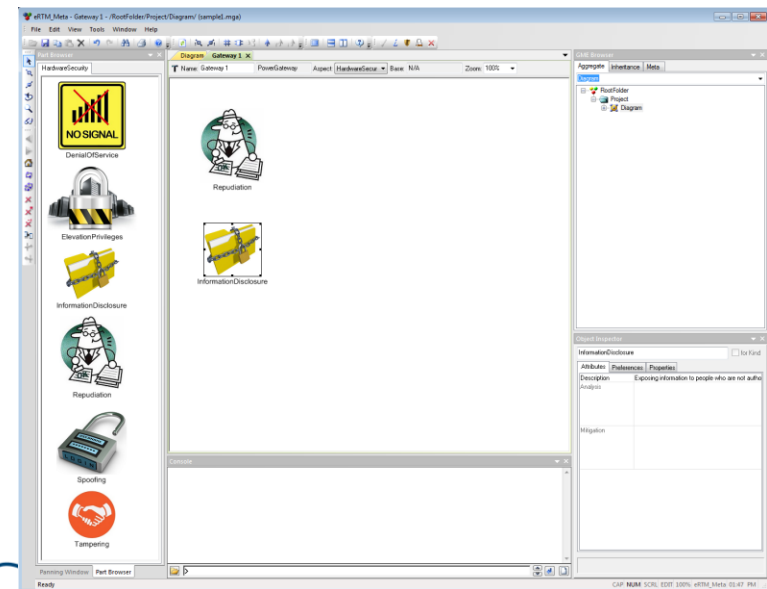 eRTM_Meta - Gateway 1 - /RootFolder/Project/Diagram/ (sample1.mga)
File Edit View Tools Window Help
Part Browser
HardwareSecurity
NO SIGNAL
DenialOfService
ElevationPrivileges
InformationDisclosure
Repudiation
Spoofing
Tampering
Panning Window Part Browser
Diagram Gateway 1
Name: Gateway 1 PowerGateway Aspect: HardwareSecur Base: N/A Zoom: 100%
Repudiation
InformationDisclosure
Console
GME Browser
Aggregate Inheritance Meta
Diagram
RootFolder
Project
Diagram
Object Inspector
InformationDisclosure for Kind
Attributes Preferences Properties
Description Exposing information to people who are not autho
Analysis
Mitigation
Ready CAP NUM SCRL EDIT 100% eRTM_Meta 01:47 PM